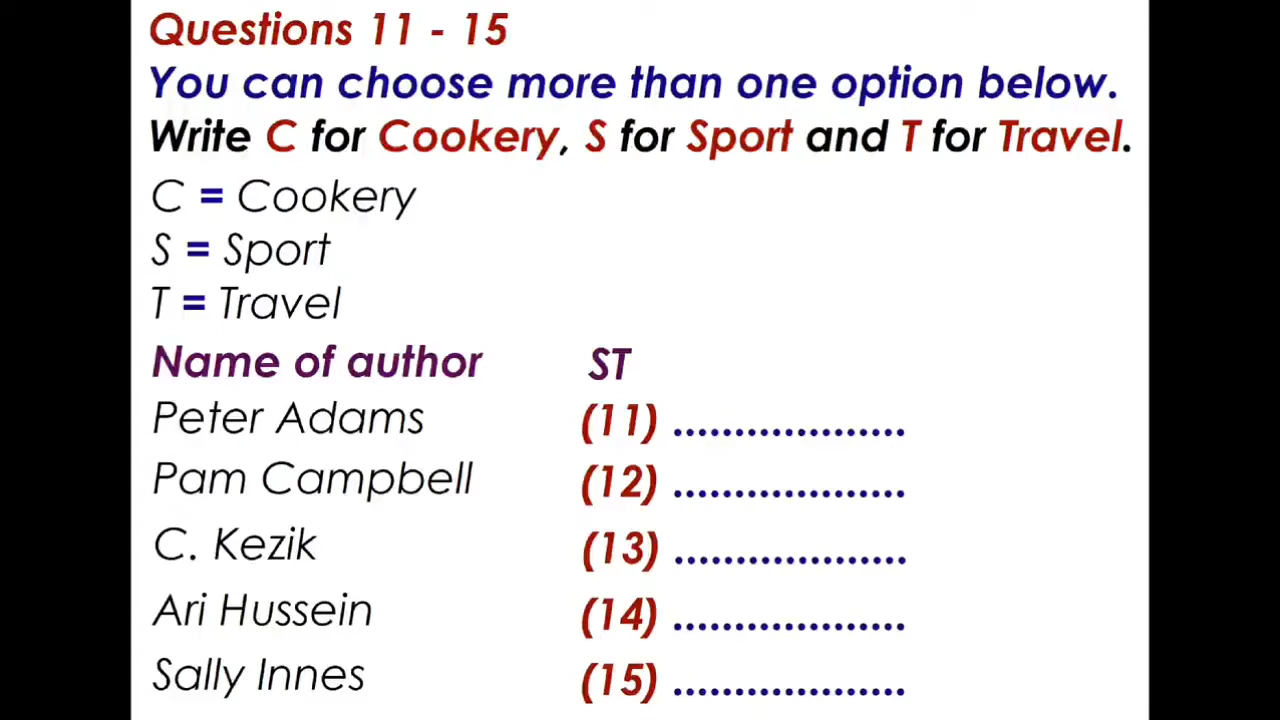 Questions 11 - 15
You can choose more than one option below.
Write C for Cookery, S for Sport and T for Travel.
C = Cookery
S = Sport
T = Travel
Name of author ST
Peter Adams (11) ...................
Pam Campbell (12) ...................
C. Kezik (13) ...................
Ari Hussein (14) ...................
Sally Innes (15) ...................